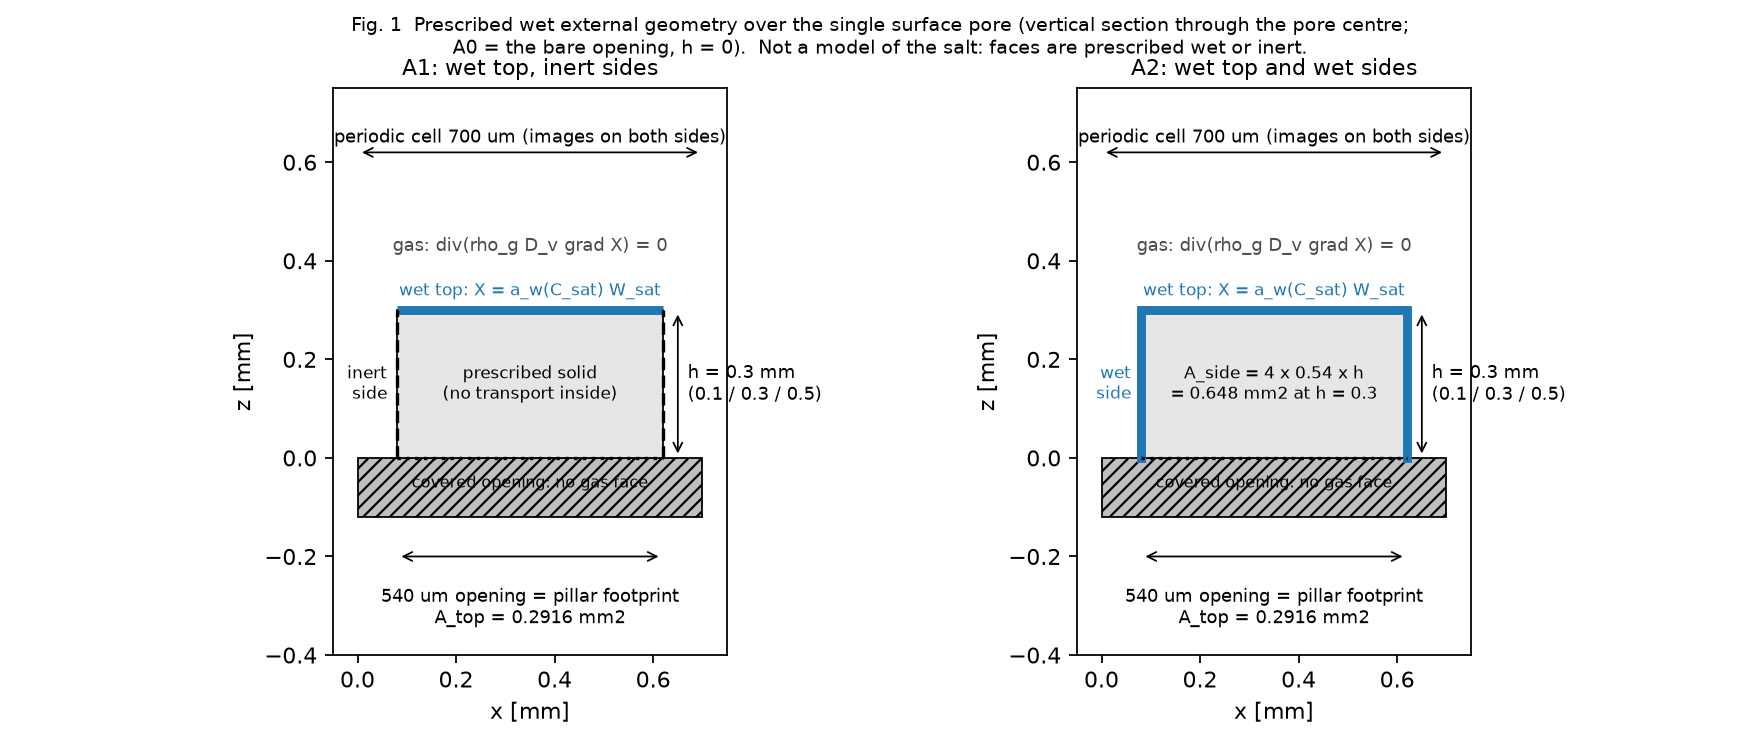 Fig. 1  Prescribed wet external geometry over the single surface pore (vertical section through the pore centre;
A0 = the bare opening, h = 0).  Not a model of the salt: faces are prescribed wet or inert.
A1: wet top, inert sides
periodic cell 700 um (images on both sides)
0.6
gas: div(rho_g D_v grad X) = 0
0.4
wet top: X = a_w(C_sat) W_sat
z [mm]
0.2
inert
side
prescribed solid
(no transport inside)
h = 0.3 mm
(0.1 / 0.3 / 0.5)
0.0
covered opening: no gas face
−0.2
540 um opening = pillar footprint
A_top = 0.2916 mm2
−0.4
0.0 0.2 0.4 0.6
x [mm]
A2: wet top and wet sides
periodic cell 700 um (images on both sides)
0.6
gas: div(rho_g D_v grad X) = 0
0.4
wet top: X = a_w(C_sat) W_sat
z [mm]
0.2
wet
side
A_side = 4 x 0.54 x h
= 0.648 mm2 at h = 0.3
h = 0.3 mm
(0.1 / 0.3 / 0.5)
0.0
covered opening: no gas face
−0.2
540 um opening = pillar footprint
A_top = 0.2916 mm2
−0.4
0.0 0.2 0.4 0.6
x [mm]